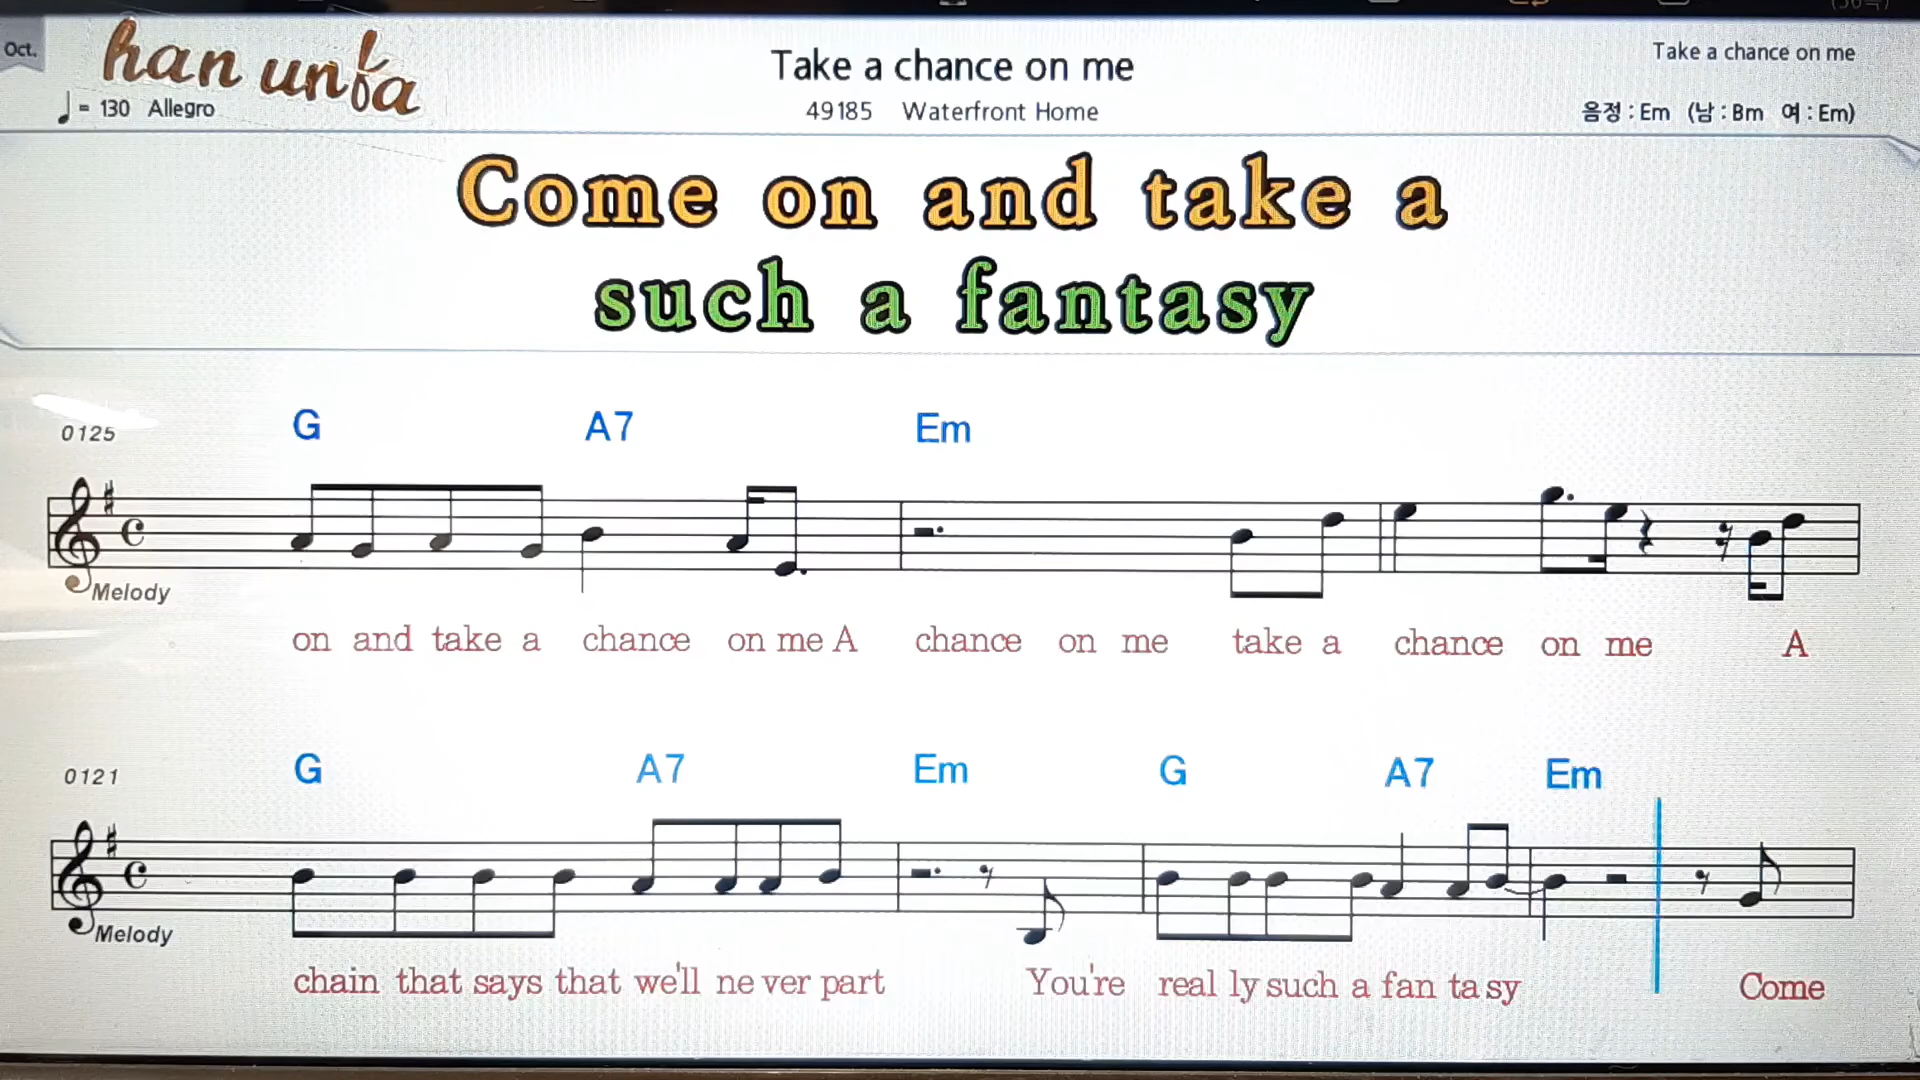 Oct.
han unfa
Take a chance on me
Take a chance on me
= 130 Allegro
49185 Waterfront Home
음정 : Em (남 : Bm 여 : Em)
Come on and take a
such a fantasy
G A7 Em
0125
Melody
on and take a chance on me A chance on me take a chance on me A
G A7 Em G A7 Em
0121
Melody
chain that says that we'll ne ver part You're real ly such a fan ta sy Come